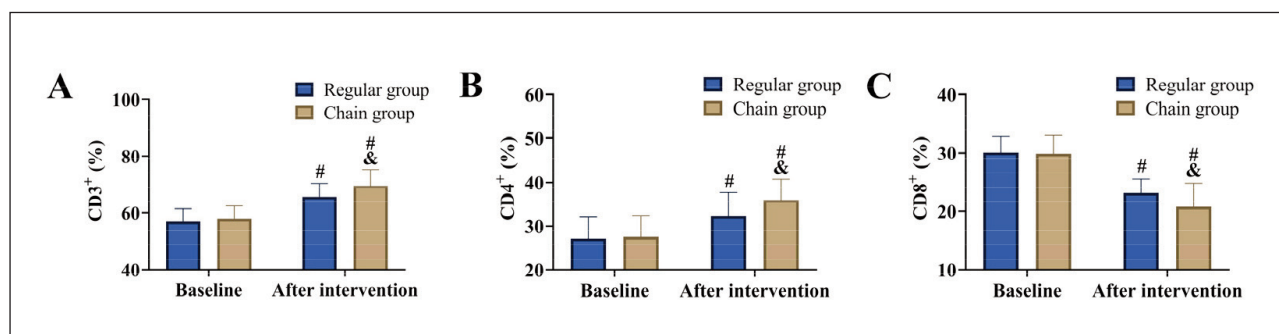 A
Regular group
Chain group
CD3+ (%)
100
80
60
40
#
#
&
Baseline
After intervention
B
Regular group
Chain group
CD4+ (%)
60
50
40
30
20
#
#
&
Baseline
After intervention
C
Regular group
Chain group
CD8+ (%)
40
30
20
10
#
#
&
Baseline
After intervention